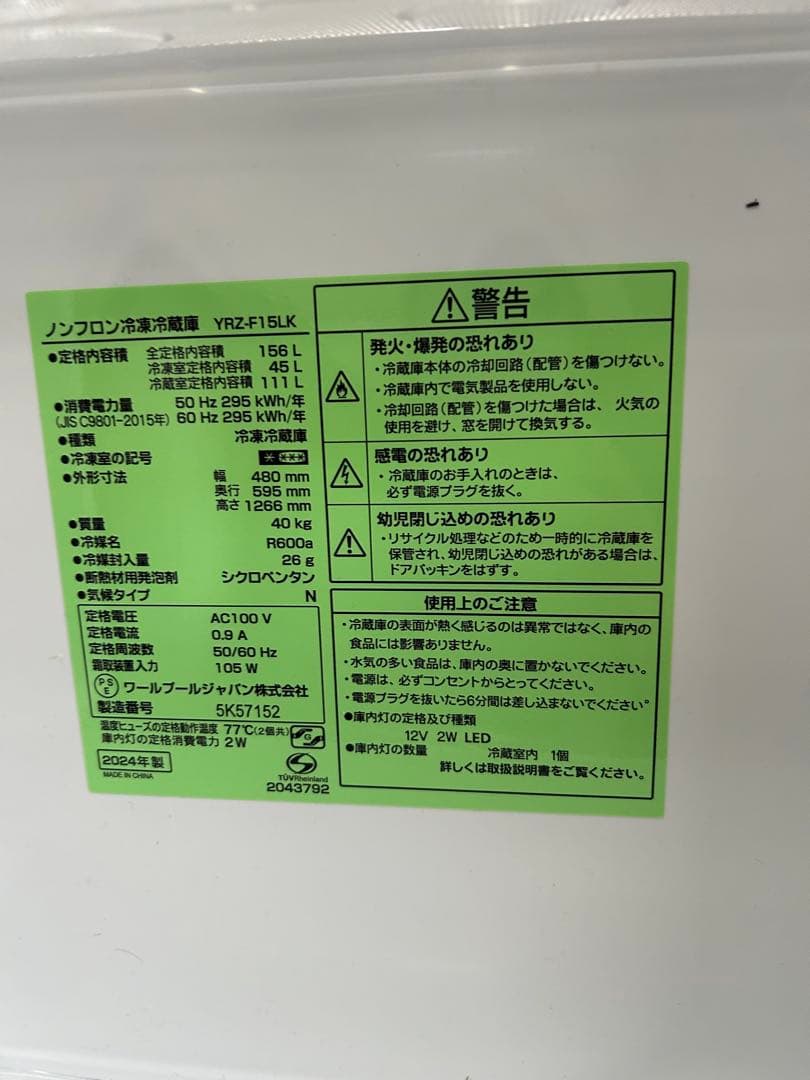 ノンフロン冷凍冷蔵庫 YRZ-F15LK
●定格内容積 全定格内容積 156 L
冷凍室定格内容積 45 L
冷蔵室定格内容積 111 L
●消費電力量 50 Hz 295 kWh/年
(JIS C9801-2015年) 60 Hz 295 kWh/年
●種類 冷凍冷蔵庫
●冷凍室の記号
●外形寸法 幅 480 mm
奥行 595 mm
高さ 1266 mm
●質量 40 kg
●冷媒名 R600a
●冷媒封入量 26 g
●断熱材用発泡剤 シクロペンタン
●気候タイプ N
定格電圧 AC100 V
定格電流 0.9 A
定格周波数 50/60 Hz
霜取装置入力 105 W
PSE ワールプールジャパン株式会社
製造番号 5K57152
温度ヒューズの定格動作温度 77℃(2個共)
庫内灯の定格消費電力 2W
2024年製
MADE IN CHINA
TÜVRheinland
2043792
警告
発火・爆発の恐れあり
・冷蔵庫本体の冷却回路(配管)を傷つけない。
・冷蔵庫内で電気製品を使用しない。
・冷却回路(配管)を傷つけた場合は、火気の
使用を避け、窓を開けて換気する。
感電の恐れあり
・冷蔵庫のお手入れのときは、
必ず電源プラグを抜く。
幼児閉じ込めの恐れあり
・リサイクル処理などのため一時的に冷蔵庫を
保管され、幼児閉じ込めの恐れがある場合は、
ドアパッキンをはずす。
使用上のご注意
・冷蔵庫の表面が熱く感じるのは異常ではなく、庫内の
食品には影響ありません。
・水気の多い食品は、庫内の奥に置かないでください。
・電源は、必ずコンセントからとってください。
・電源プラグを抜いたら6分間は差し込まないでください。
●庫内灯の定格及び種類
12V 2W LED
●庫内灯の数量 冷蔵室内 1個
詳しくは取扱説明書をご覧ください。